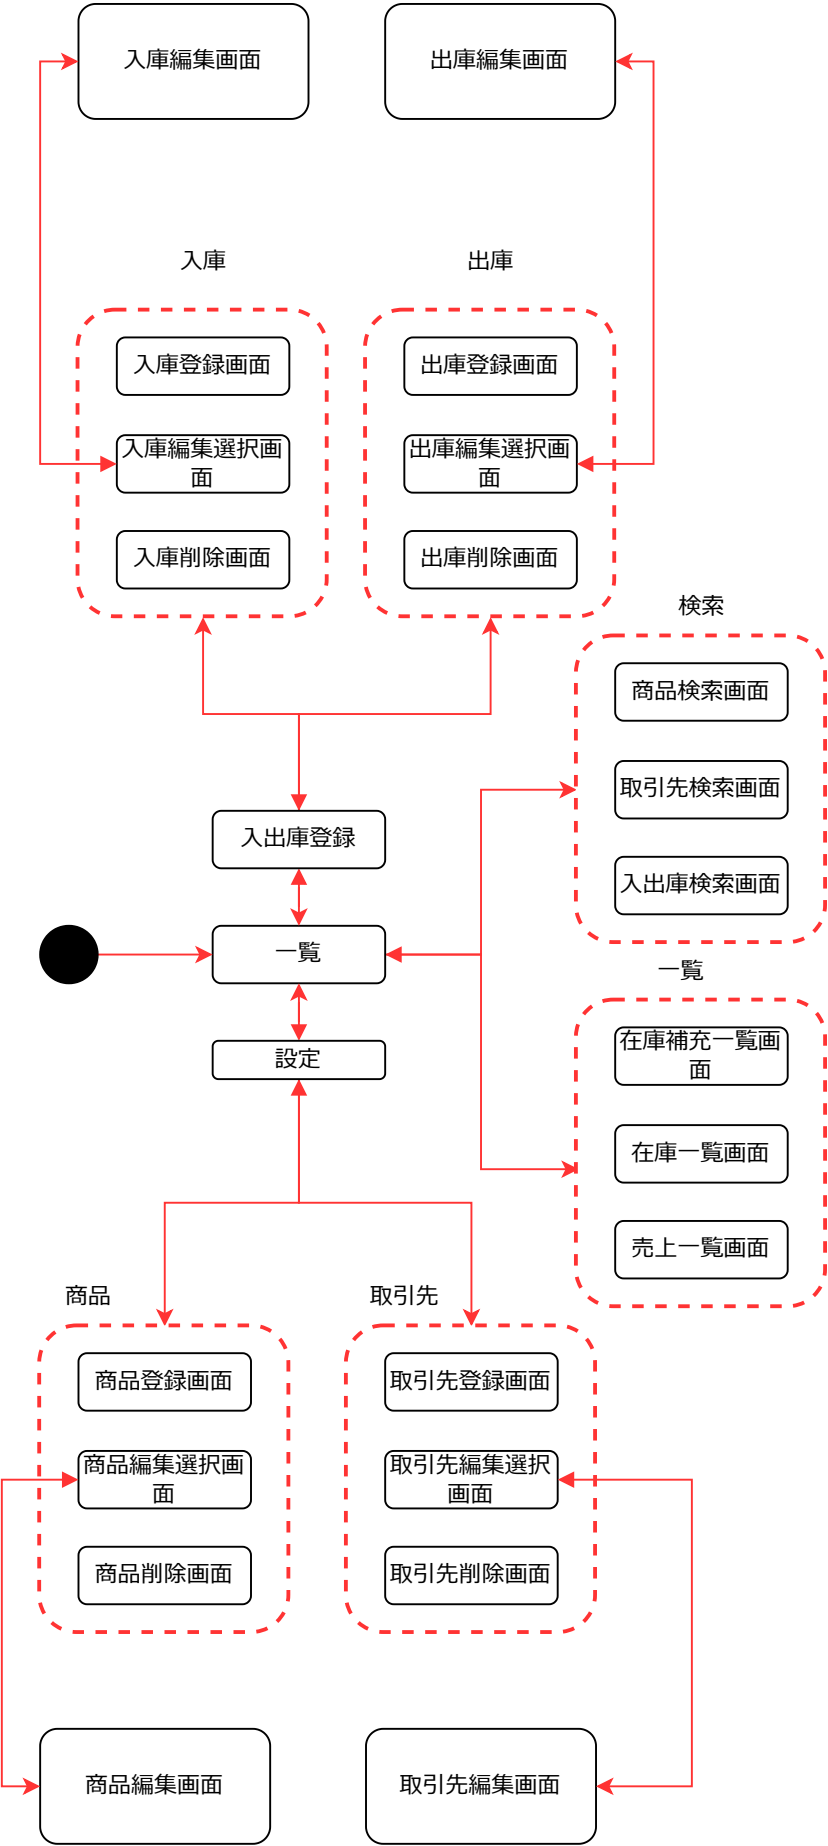 入庫編集画面
出庫編集画面
入庫
出庫
入庫登録画面
出庫登録画面
入庫編集選択画
面
出庫編集選択画
面
入庫削除画面
出庫削除画面
検索
商品検索画面
取引先検索画面
入出庫登録
入出庫検索画面
一覧
一覧
在庫補充一覧画
面
設定
在庫一覧画面
売上一覧画面
商品
取引先
商品登録画面
取引先登録画面
商品編集選択画
面
取引先編集選択
画面
商品削除画面
取引先削除画面
商品編集画面
取引先編集画面